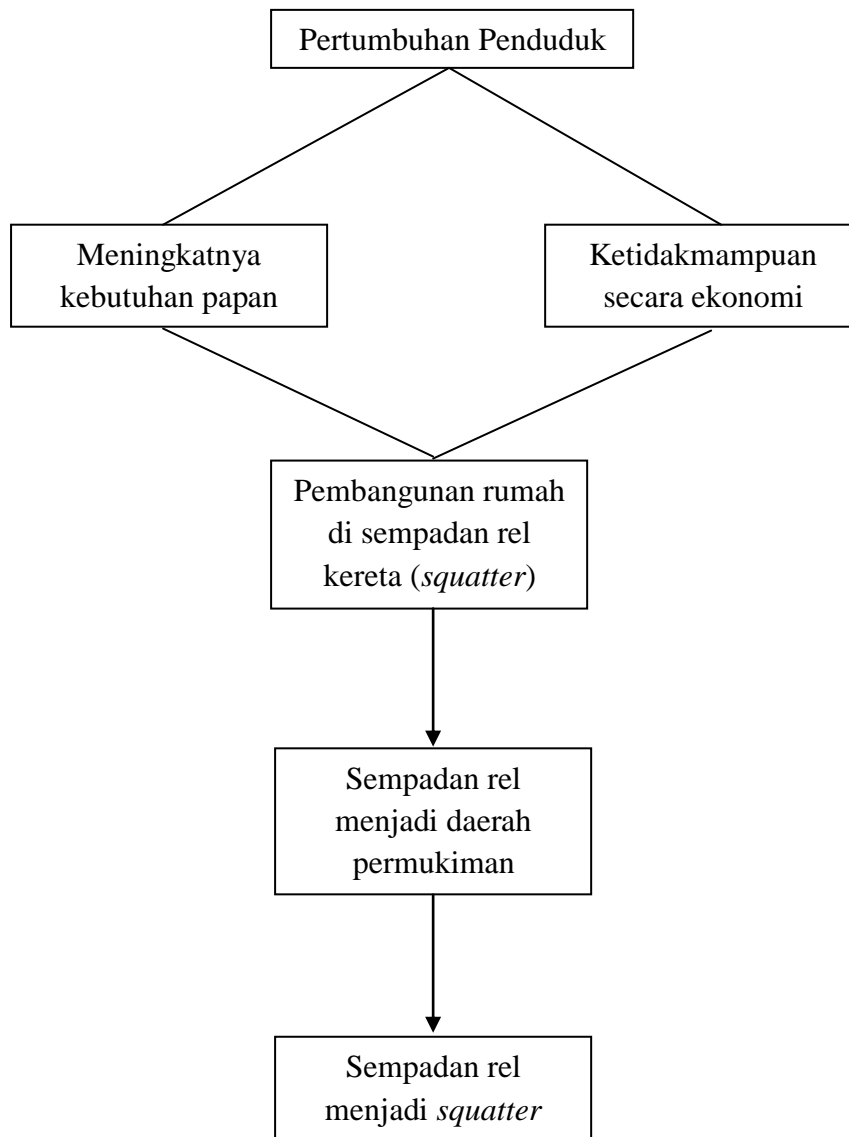 Pertumbuhan Penduduk
Meningkatnya
kebutuhan papan
Ketidakmampuan
secara ekonomi
Pembangunan rumah
di sempadan rel
kereta (squatter)
Sempadan rel
menjadi daerah
permukiman
Sempadan rel
menjadi squatter